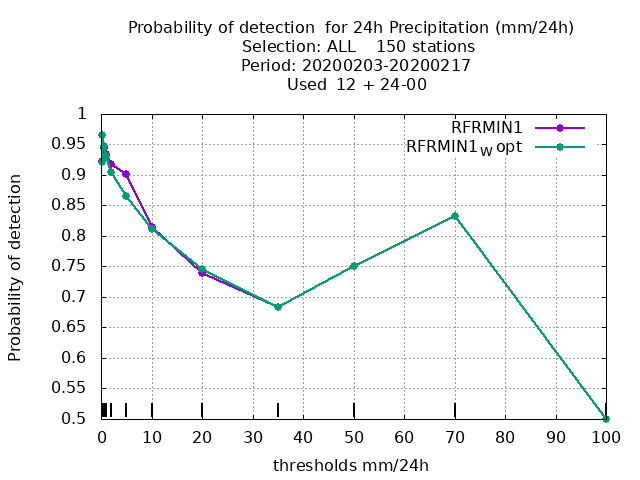 Probability of detection  for 24h Precipitation (mm/24h)
Selection: ALL    150 stations
Period: 20200203-20200217
Used  12 + 24-00
RFRMIN1
RFRMIN1W opt
Probability of detection
1
0.95
0.9
0.85
0.8
0.75
0.7
0.65
0.6
0.55
0.5
0 10 20 30 40 50 60 70 80 90 100
thresholds mm/24h